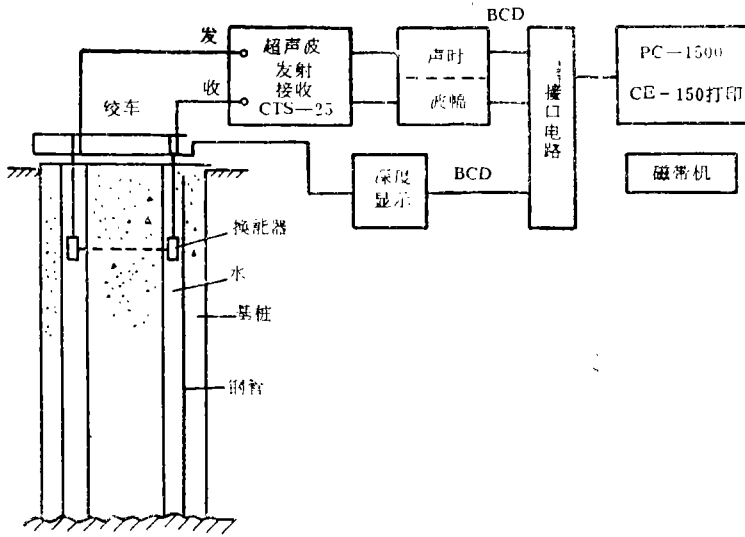 BCD
发
超声波
发射
接收
CTS—25
收
声时
波幅
接口电路
PC—1500
CE-150打印
绞车
磁带机
深度
显示
BCD
换能器
水
基桩
钢管